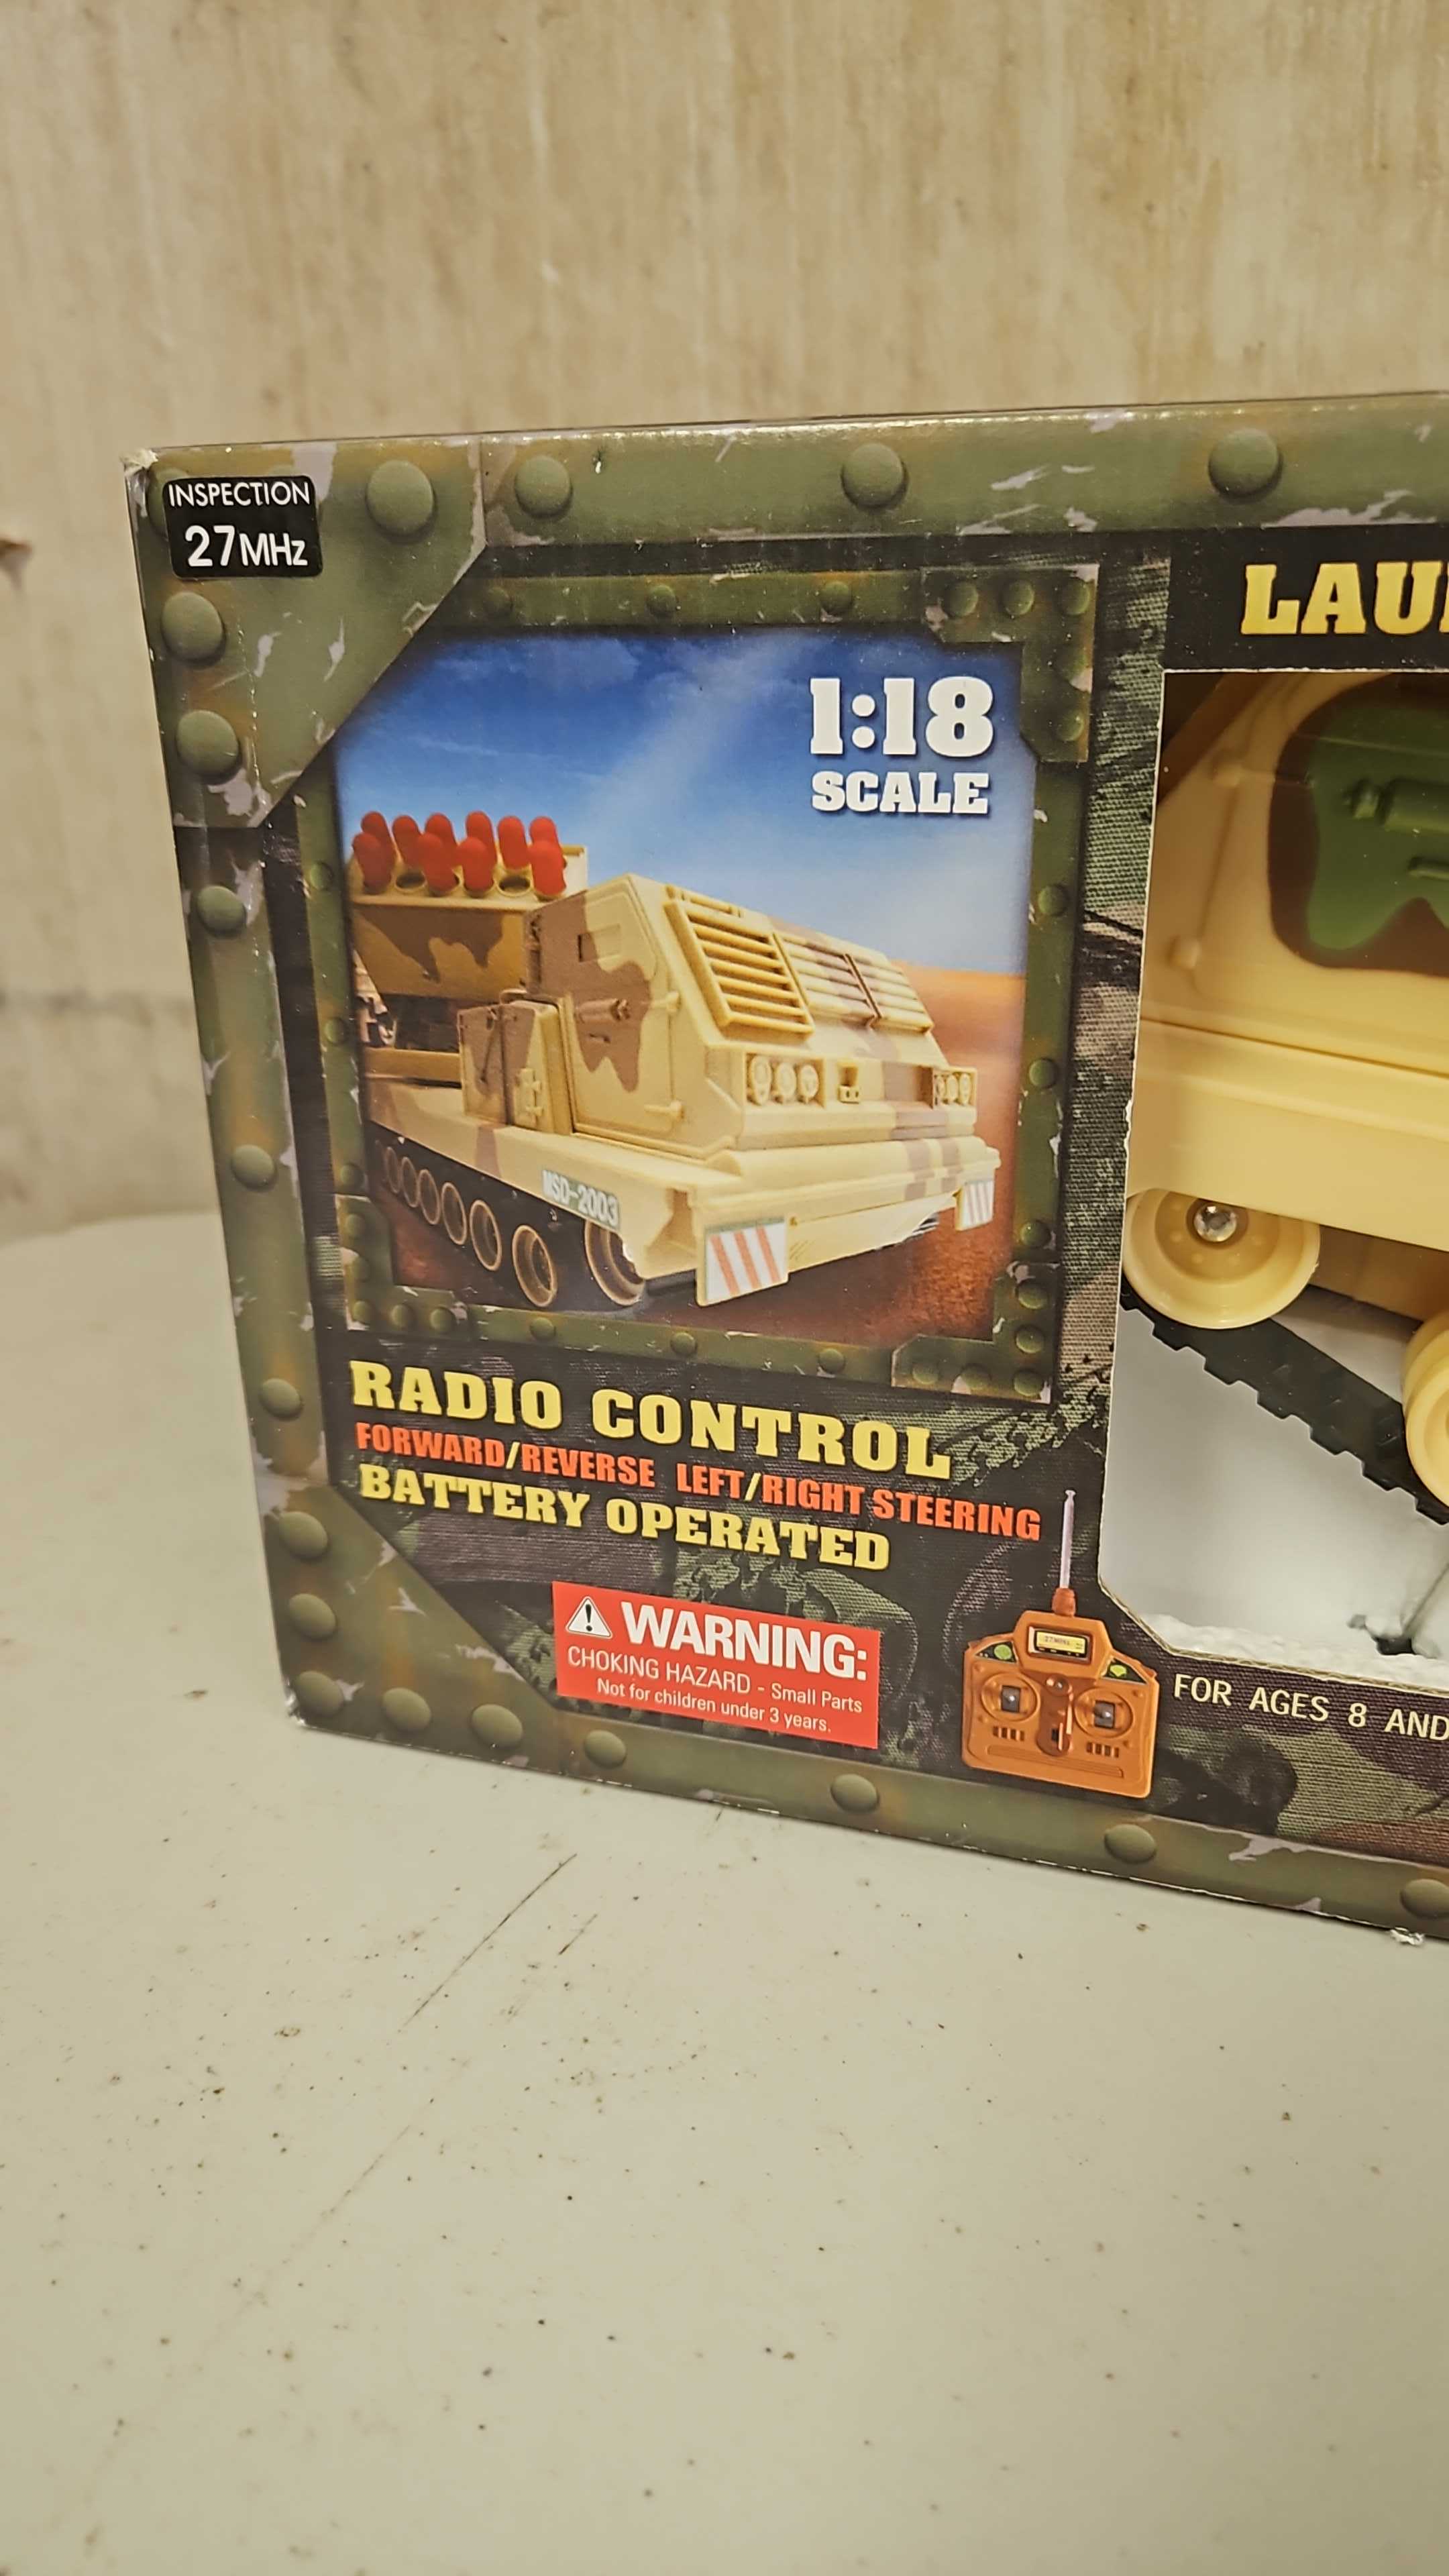 INSPECTION
27MHz
LAU
1:18
SCALE
MSD-2003
RADIO CONTROL
FORWARD/REVERSE LEFT/RIGHT STEERING
BATTERY OPERATED
WARNING:
CHOKING HAZARD - Small Parts
Not for children under 3 years.
FOR AGES 8 AND